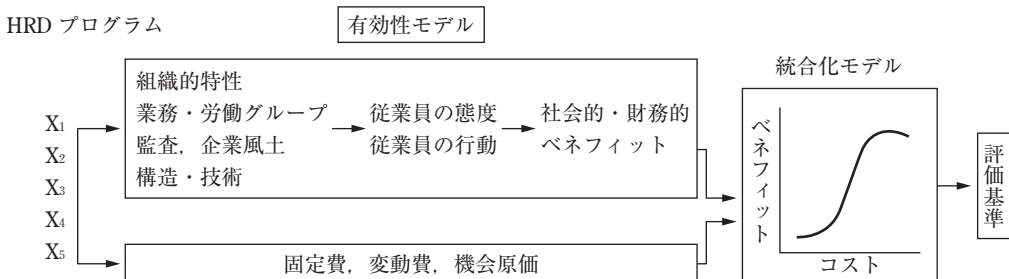 HRD プログラム
有効性モデル
組織的特性
業務・労働グループ
監査，企業風土
構造・技術
従業員の態度
従業員の行動
社会的・財務的
ベネフィット
X1
X2
X3
X4
X5
固定費，変動費，機会原価
統合化モデル
ベネフィット
コスト
評価基準